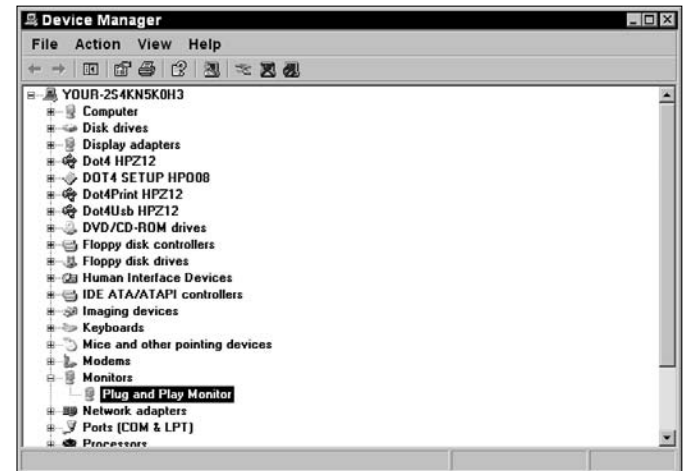 Device Manager
File Action View Help
YOUR-2S4KN5K0H3
Computer
Disk drives
Display adapters
Dot4 HPZ12
DOT4 SETUP HPO08
Dot4Print HPZ12
Dot4Usb HPZ12
DVD/CD-ROM drives
Floppy disk controllers
Floppy disk drives
Human Interface Devices
IDE ATA/ATAPI controllers
Imaging devices
Keyboards
Mice and other pointing devices
Modems
Monitors
Plug and Play Monitor
Network adapters
Ports (COM & LPT)
Processors